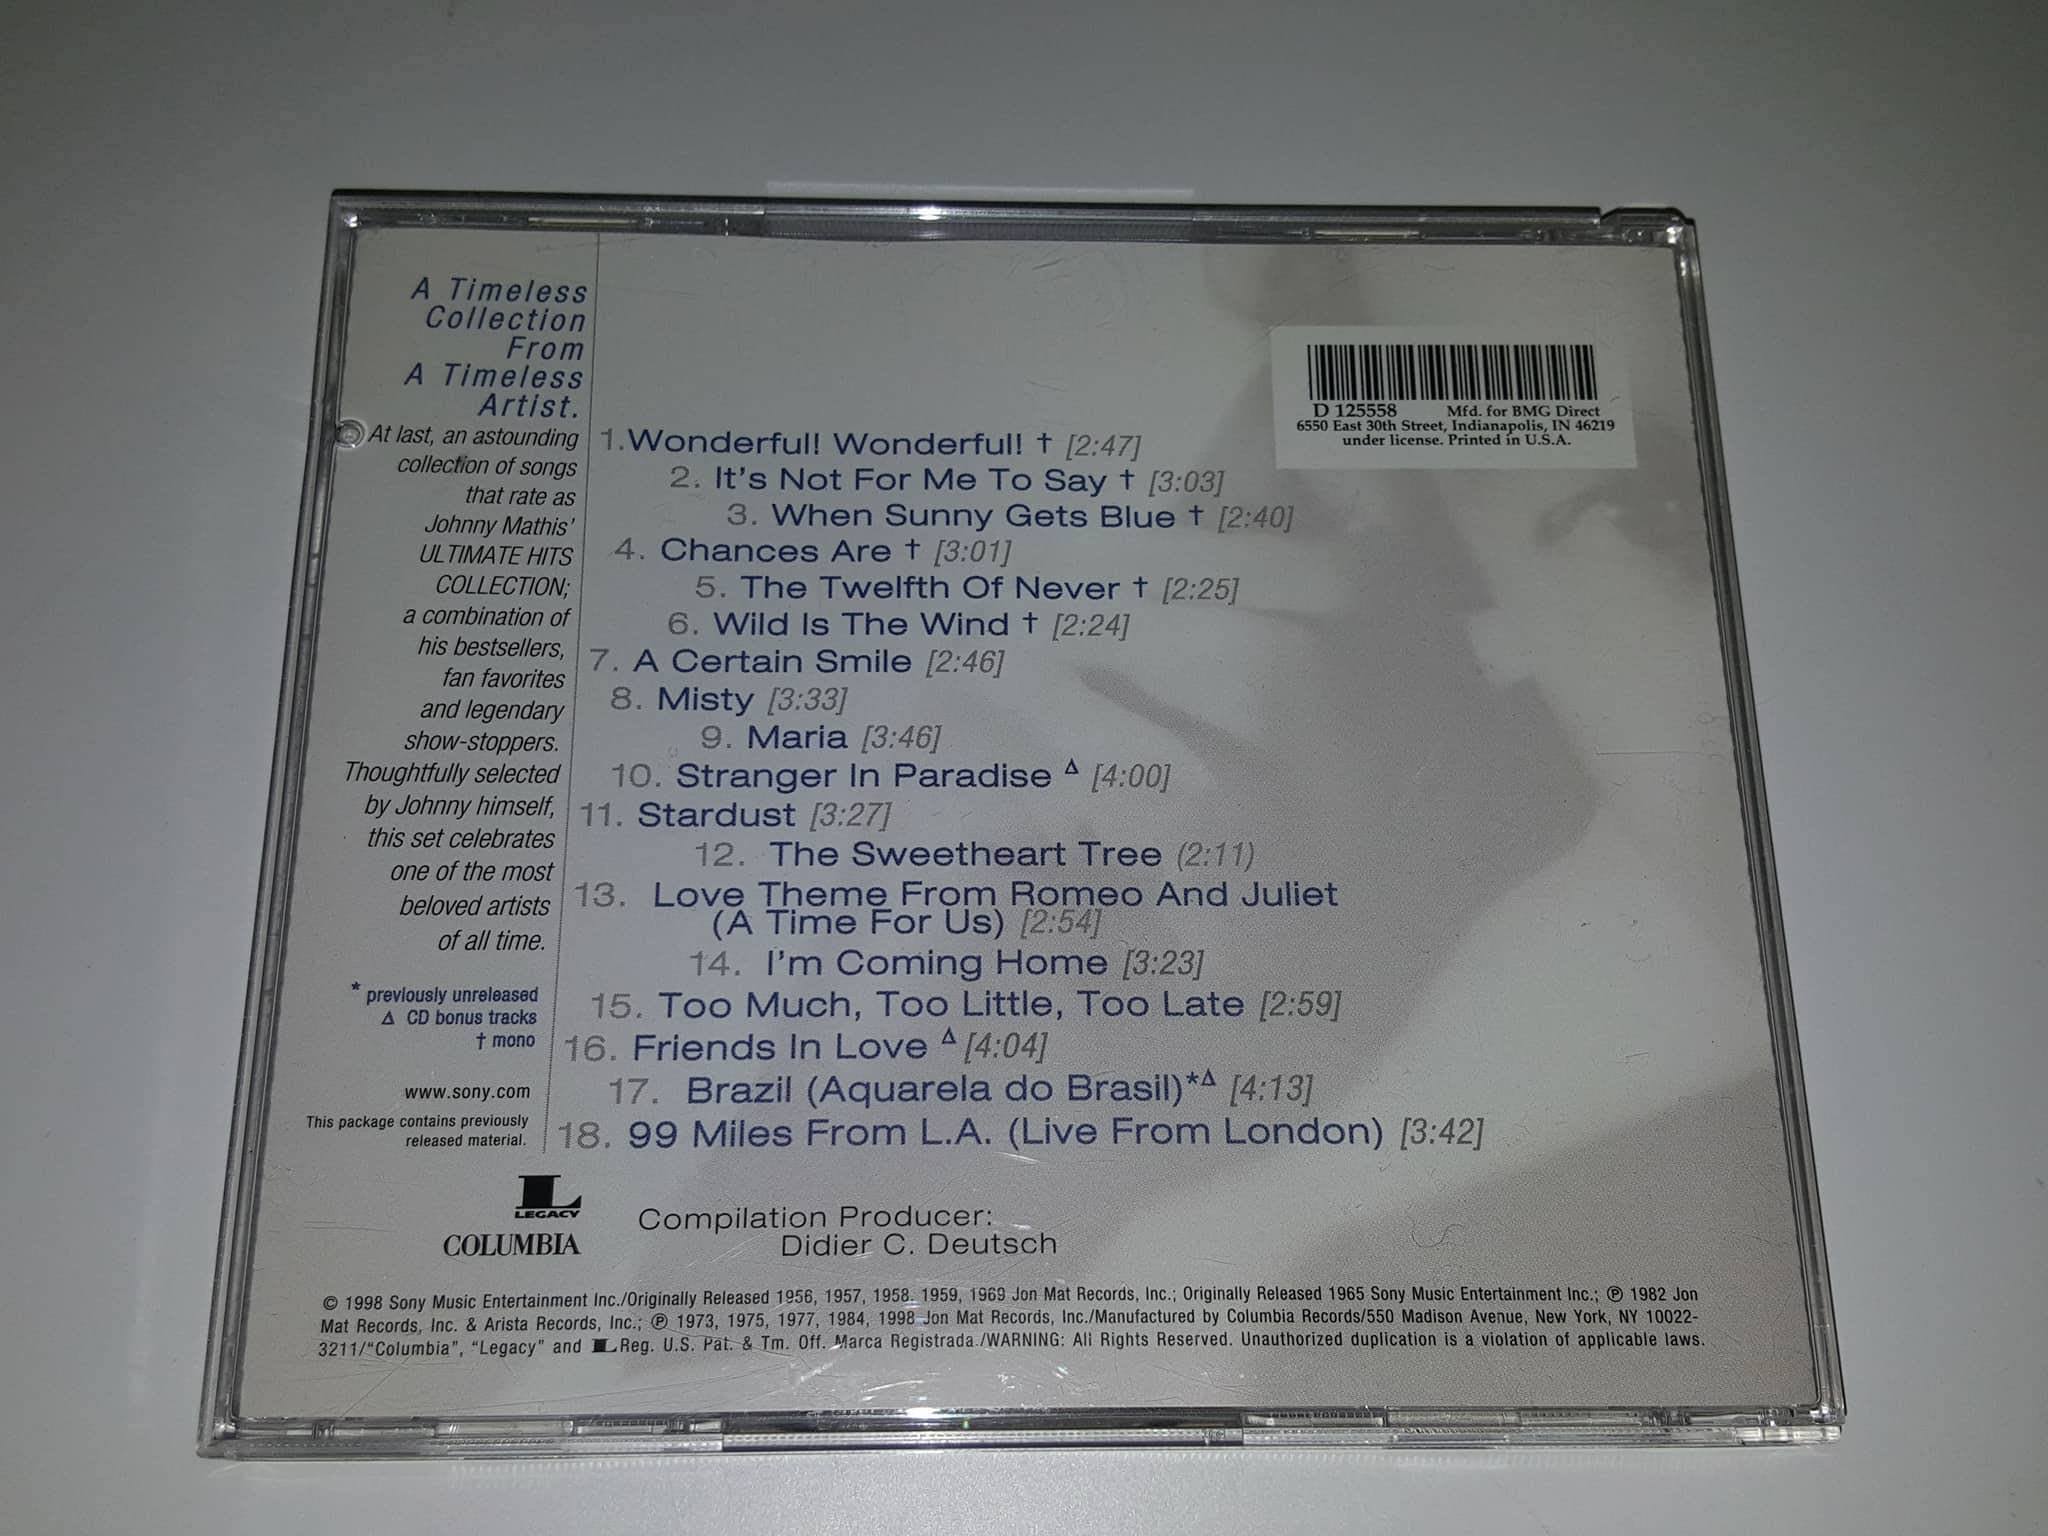 A Timeless
Collection
From
A Timeless
Artist.
At last, an astounding
collection of songs
that rate as
Johnny Mathis'
ULTIMATE HITS
COLLECTION;
a combination of
his bestsellers,
fan favorites
and legendary
show-stoppers.
Thoughtfully selected
by Johnny himself,
this set celebrates
one of the most
beloved artists
of all time.
* previously unreleased
Δ CD bonus tracks
† mono
www.sony.com
This package contains previously
released material.
L
LEGACY
COLUMBIA
D 125558 Mfd. for BMG Direct
6550 East 30th Street, Indianapolis, IN 46219
under license. Printed in U.S.A.
1.Wonderful! Wonderful! † [2:47]
2. It's Not For Me To Say † [3:03]
3. When Sunny Gets Blue † [2:40]
4. Chances Are † [3:01]
5. The Twelfth Of Never † [2:25]
6. Wild Is The Wind † [2:24]
7. A Certain Smile [2:46]
8. Misty [3:33]
9. Maria [3:46]
10. Stranger In Paradise Δ [4:00]
11. Stardust [3:27]
12. The Sweetheart Tree (2:11)
13. Love Theme From Romeo And Juliet
(A Time For Us) [2:54]
14. I'm Coming Home [3:23]
15. Too Much, Too Little, Too Late [2:59]
16. Friends In Love Δ [4:04]
17. Brazil (Aquarela do Brasil)*Δ [4:13]
18. 99 Miles From L.A. (Live From London) [3:42]
Compilation Producer:
Didier C. Deutsch
© 1998 Sony Music Entertainment Inc./Originally Released 1956, 1957, 1958. 1959, 1969 Jon Mat Records, Inc.; Originally Released 1965 Sony Music Entertainment Inc.; ℗ 1982 Jon
Mat Records, Inc. & Arista Records, Inc.; ℗ 1973, 1975, 1977, 1984, 1998 Jon Mat Records, Inc./Manufactured by Columbia Records/550 Madison Avenue, New York, NY 10022-
3211/"Columbia", "Legacy" and L Reg. U.S. Pat. & Tm. Off. Marca Registrada./WARNING: All Rights Reserved. Unauthorized duplication is a violation of applicable laws.